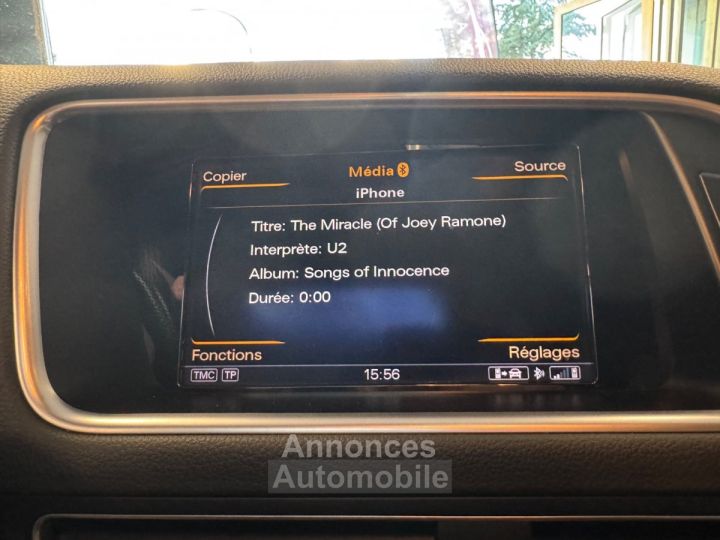 Copier Média Source
iPhone
Titre: The Miracle (Of Joey Ramone)
Interprète: U2
Album: Songs of Innocence
Durée: 0:00
Fonctions Réglages
TMC TP 15:56
Annonces
Automobile